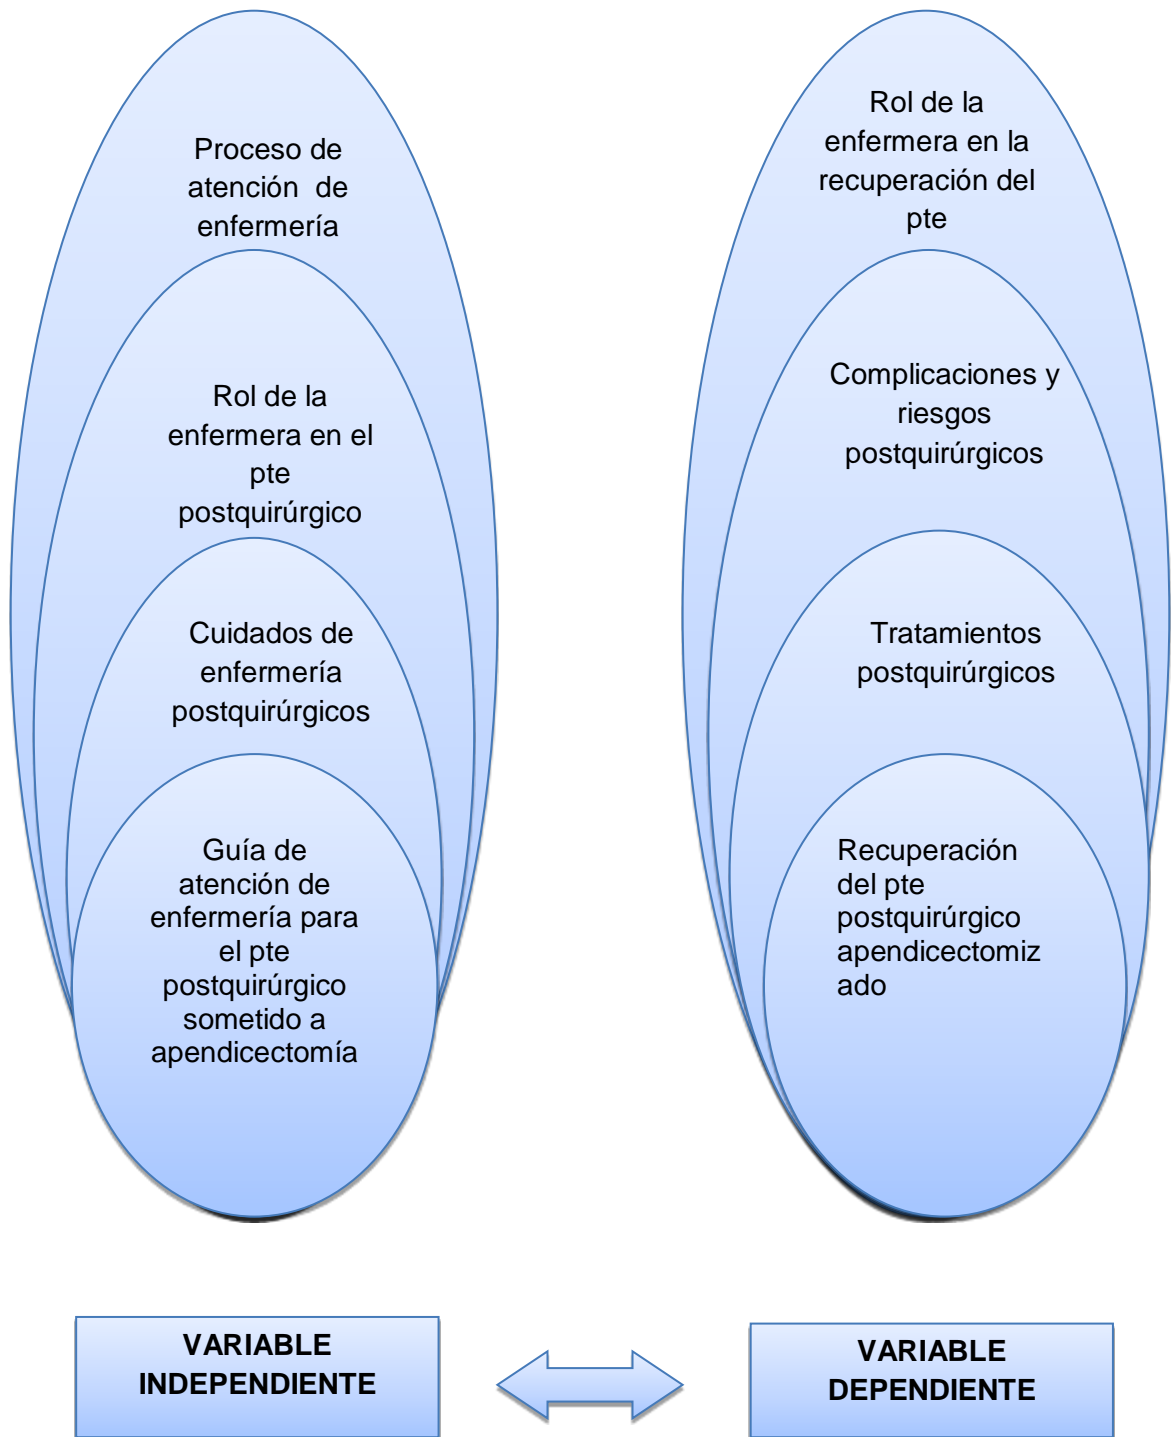 Proceso de
atención de
enfermería
Rol de la
enfermera en el
pte
postquirúrgico
Cuidados de
enfermería
postquirúrgicos
Guía de
atención de
enfermería para
el pte
postquirúrgico
sometido a
apendicectomía
Rol de la
enfermera en la
recuperación del
pte
Complicaciones y
riesgos
postquirúrgicos
Tratamientos
postquirúrgicos
Recuperación
del pte
postquirúrgico
apendicectomiz
ado
VARIABLE
INDEPENDIENTE
VARIABLE
DEPENDIENTE